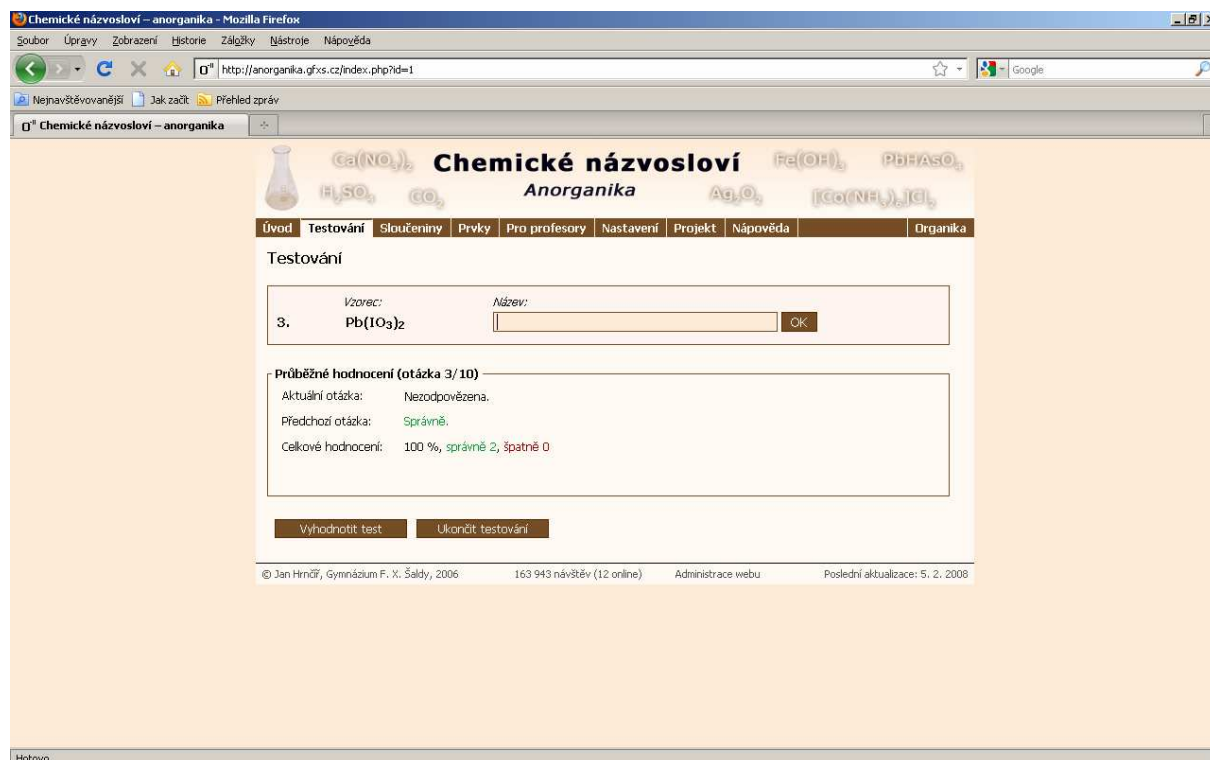 Chemické názvosloví – anorganika - Mozilla Firefox
Soubor Úpravy Zobrazení Historie Záložky Nástroje Nápověda
http://anorganika.gfxs.cz/index.php?id=1 Google
Nejnavštěvovanější Jak začít Přehled zpráv
Chemické názvosloví – anorganika
Chemické názvosloví
Anorganika
Úvod Testování Sloučeniny Prvky Pro profesory Nastavení Projekt Nápověda Organika
Testování
Vzorec: Název:
3. Pb(IO₃)₂ OK
Průběžné hodnocení (otázka 3/10)
Aktuální otázka: Nezodpovězena.
Předchozí otázka: Správně.
Celkové hodnocení: 100 %, správně 2, špatně 0
Vyhodnotit test Ukončit testování
© Jan Hrnčíř, Gymnázium F. X. Šaldy, 2006 163 943 návštěv (12 online) Administrace webu Poslední aktualizace: 5. 2. 2008
Hotovo